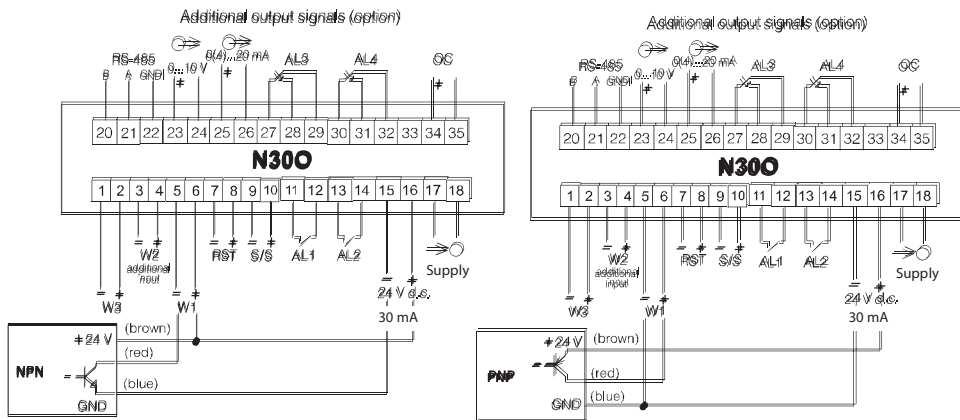 Additional output signals (option)
RS-485
B A GND
0...10 V
0(4)...20 mA
AL3
AL4
OC
20 21 22 23 24 25 26 27 28 29 30 31 32 33 34 35
N30O
1 2 3 4 5 6 7 8 9 10 11 12 13 14 15 16 17 18
W2
additional
input
RST
S/S
AL1
AL2
Supply
W3
W1
24 V d.c.
30 mA
(brown)
+24 V
(red)
NPN
(blue)
GND
Additional output signals (option)
RS-485
B A GND
0...10 V
0(4)...20 mA
AL3
AL4
OC
20 21 22 23 24 25 26 27 28 29 30 31 32 33 34 35
N30O
1 2 3 4 5 6 7 8 9 10 11 12 13 14 15 16 17 18
W2
additional
input
RST
S/S
AL1
AL2
Supply
W3
W1
24 V d.c.
30 mA
+24 V
(brown)
PNP
(red)
(blue)
GND